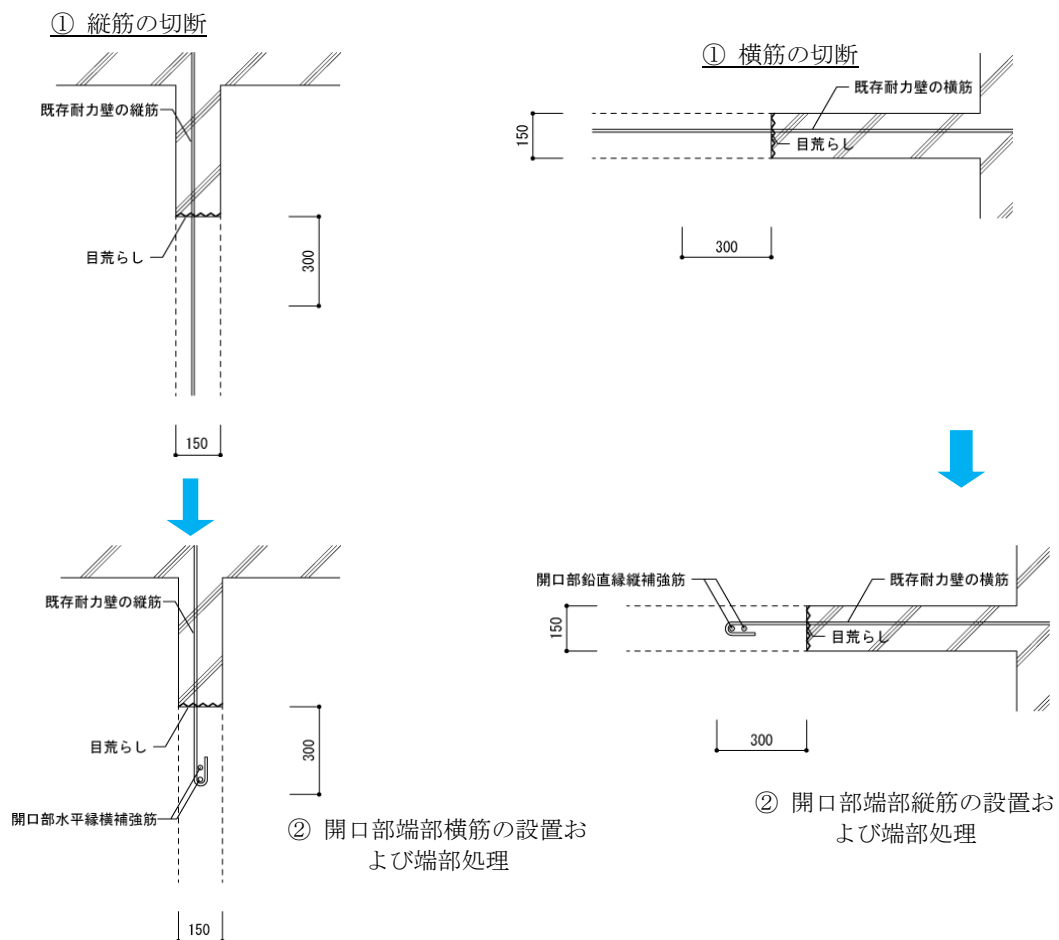 ① 縦筋の切断
既存耐力壁の縦筋
目荒らし
300
150
① 横筋の切断
既存耐力壁の横筋
150
目荒らし
300
既存耐力壁の縦筋
目荒らし
300
開口部水平縁横補強筋
② 開口部端部横筋の設置お
よび端部処理
150
開口部鉛直縁縦補強筋
既存耐力壁の横筋
150
目荒らし
300
② 開口部端部縦筋の設置お
よび端部処理